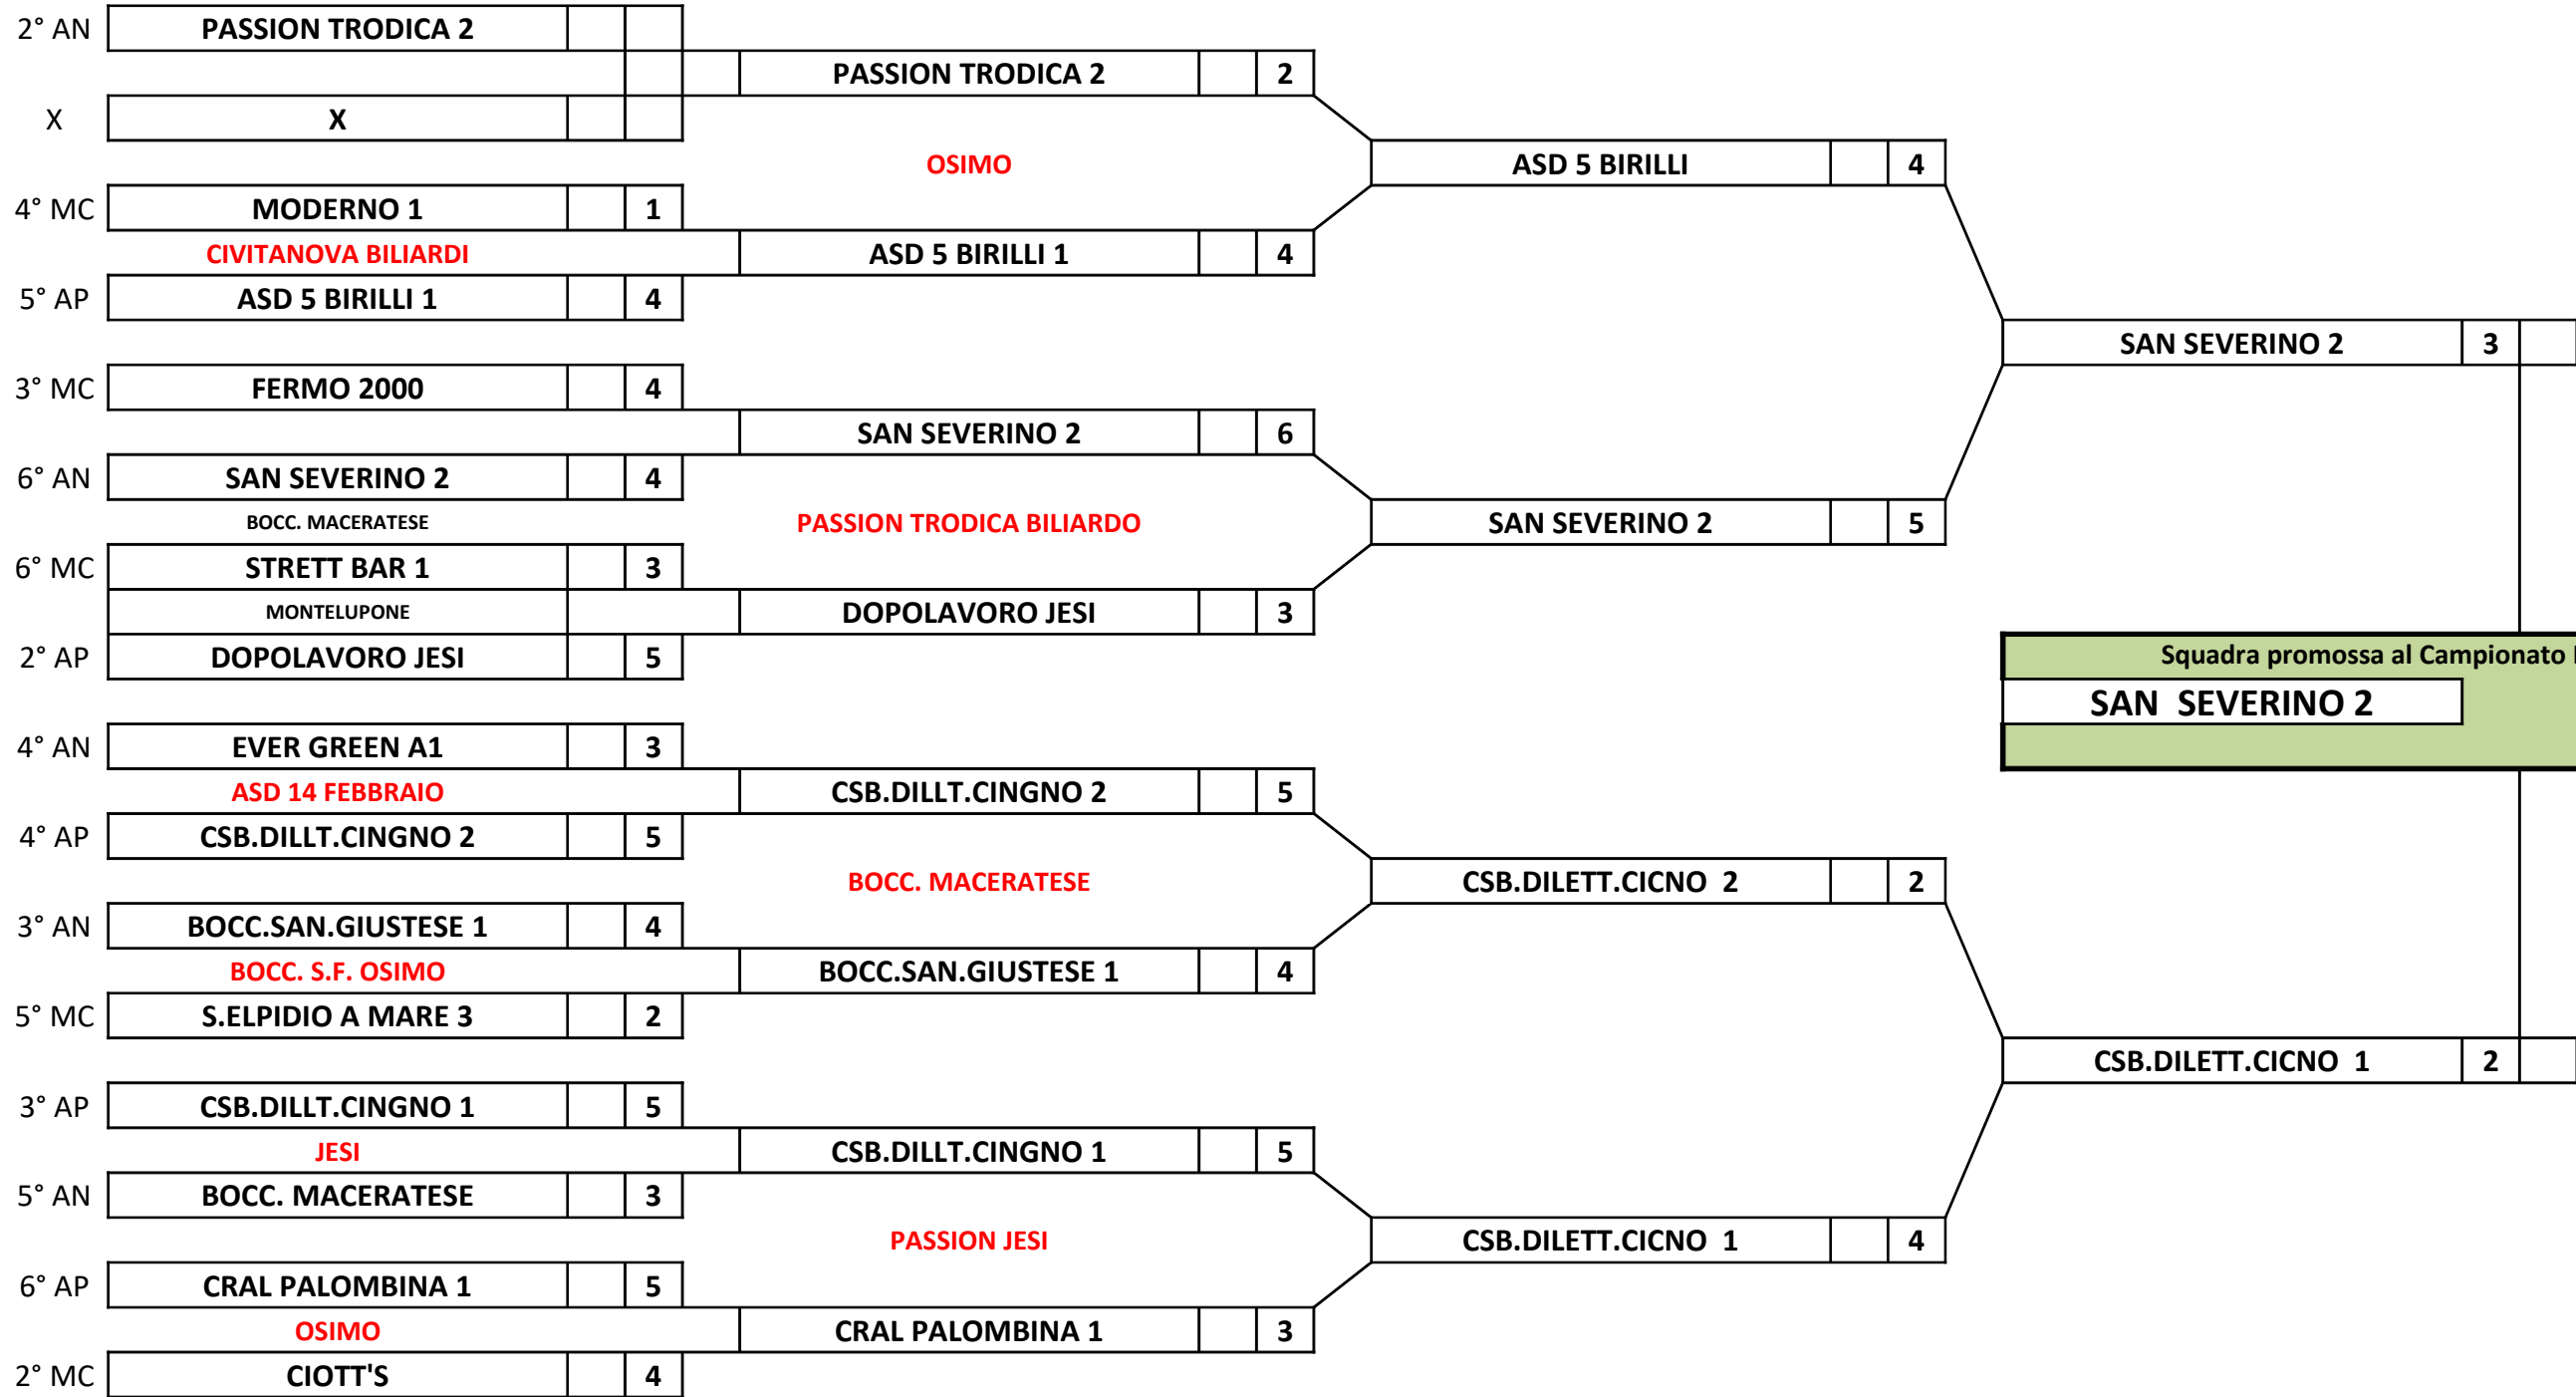 2° AN PASSION TRODICA 2
PASSION TRODICA 2 2
X X
OSIMO ASD 5 BIRILLI 4
4° MC MODERNO 1 1
CIVITANOVA BILIARDI ASD 5 BIRILLI 1 4
5° AP ASD 5 BIRILLI 1 4
SAN SEVERINO 2 3
3° MC FERMO 2000 4
SAN SEVERINO 2 6
6° AN SAN SEVERINO 2 4
BOCC. MACERATESE PASSION TRODICA BILIARDO SAN SEVERINO 2 5
6° MC STRETT BAR 1 3
MONTELUPONE DOPOLAVORO JESI 3
2° AP DOPOLAVORO JESI 5 Squadra promossa al Campionato
SAN SEVERINO 2
4° AN EVER GREEN A1 3
ASD 14 FEBBRAIO CSB.DILLT.CINGNO 2 5
4° AP CSB.DILLT.CINGNO 2 5
BOCC. MACERATESE CSB.DILETT.CICNO 2 2
3° AN BOCC.SAN.GIUSTESE 1 4
BOCC. S.F. OSIMO BOCC.SAN.GIUSTESE 1 4
5° MC S.ELPIDIO A MARE 3 2
CSB.DILETT.CICNO 1 2
3° AP CSB.DILLT.CINGNO 1 5
JESI CSB.DILLT.CINGNO 1 5
5° AN BOCC. MACERATESE 3
PASSION JESI CSB.DILETT.CICNO 1 4
6° AP CRAL PALOMBINA 1 5
OSIMO CRAL PALOMBINA 1 3
2° MC CIOTT'S 4